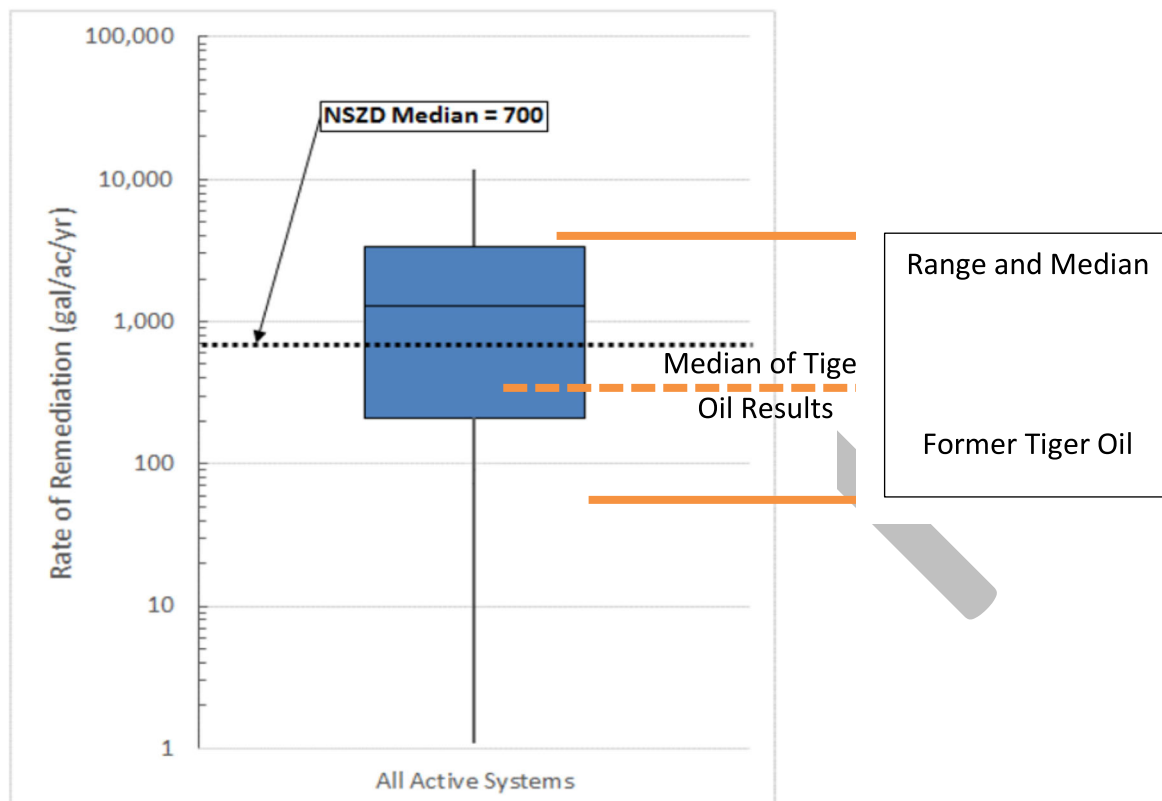 100,000
NSZD Median = 700
10,000
1,000
100
10
1
Rate of Remediation (gal/ac/yr)
All Active Systems
Median of Tige
Oil Results
Range and Median
Former Tiger Oil